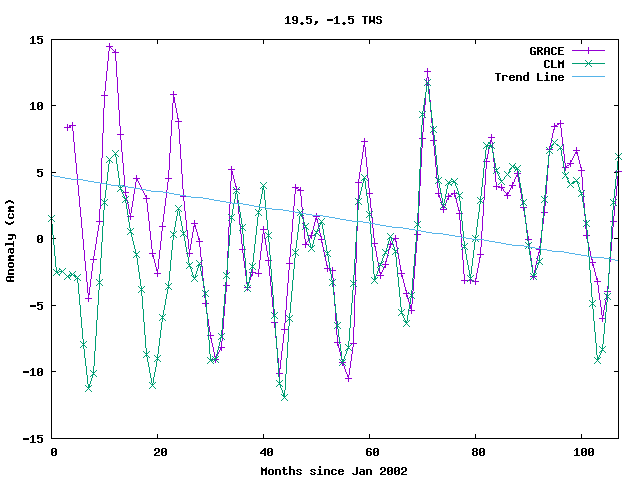 19.5, -1.5 TWS
GRACE
CLM
Trend Line
15
10
5
0
-5
-10
-15
Anomaly (cm)
0 20 40 60 80 100
Months since Jan 2002